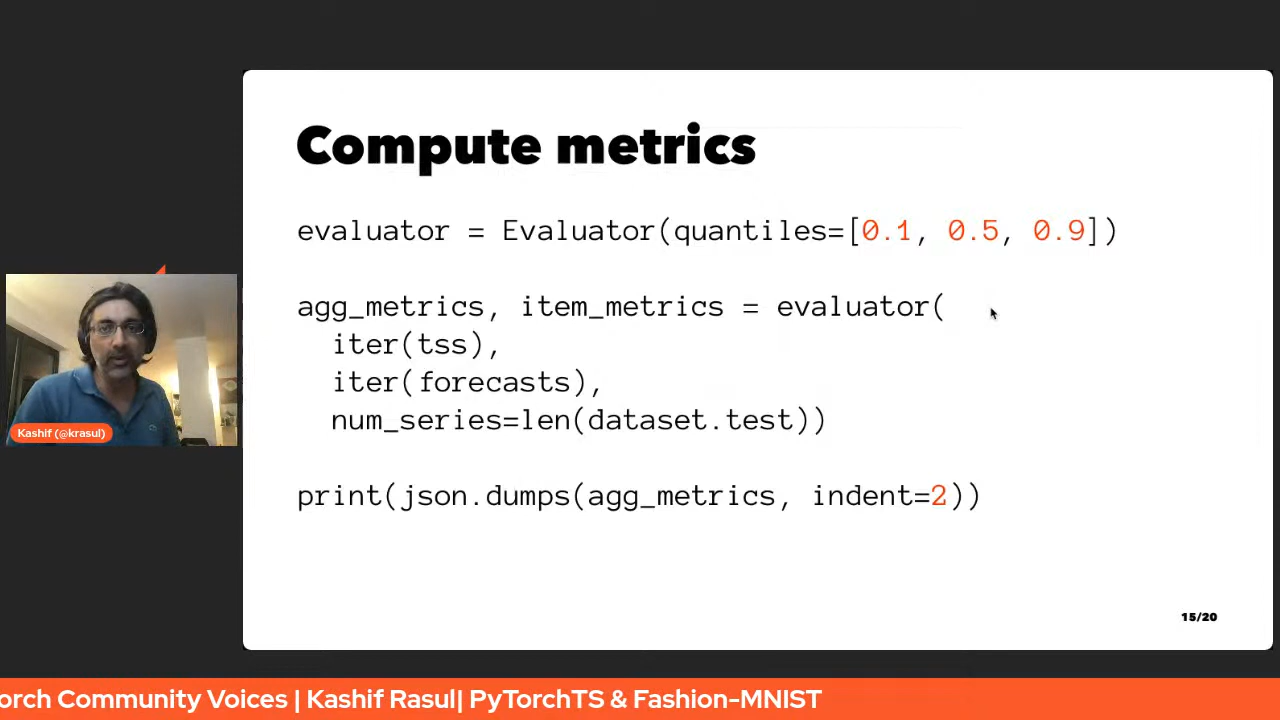 Compute metrics
evaluator = Evaluator(quantiles=[0.1, 0.5, 0.9])
agg_metrics, item_metrics = evaluator(
iter(tss),
iter(forecasts),
num_series=len(dataset.test))
print(json.dumps(agg_metrics, indent=2))
Kashif (@krasul)
15/20
orch Community Voices | Kashif Rasul| PyTorchTS & Fashion-MNIST